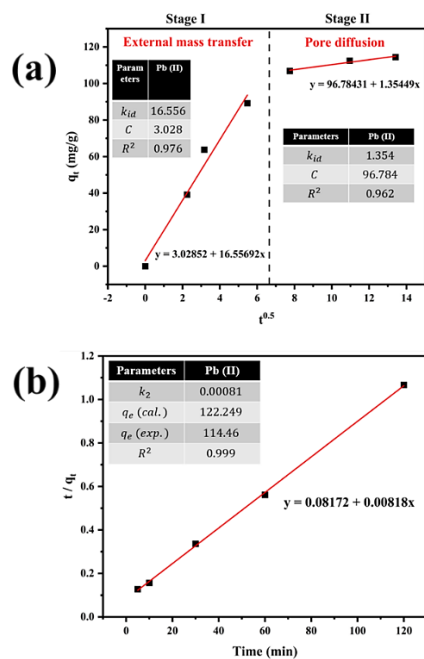 (a)
Stage I
Stage II
External mass transfer
Pore diffusion
Param eters Pb (II)
k_id 16.556
C 3.028
R² 0.976
y = 96.78431 + 1.35449x
Parameters Pb (II)
k_id 1.354
C 96.784
R² 0.962
y = 3.02852 + 16.55692x
q_t (mg/g)
120
100
80
60
40
20
0
0 2 4 6 8 10 12 14
t^0.5
(b)
Parameters Pb (II)
k_2 0.00081
q_e (cal.) 122.249
q_e (exp.) 114.46
R² 0.999
y = 0.08172 + 0.00818x
t / q_t
1.2
1.0
0.8
0.6
0.4
0.2
0.0
0 20 40 60 80 100 120
Time (min)